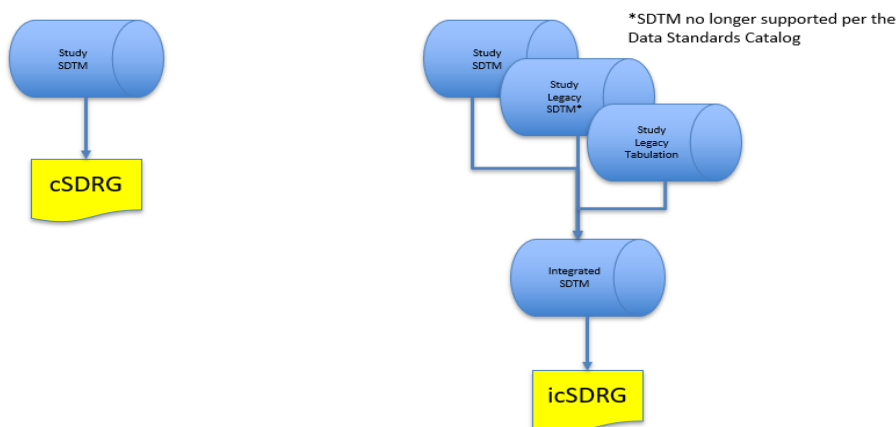 Study
SDTM
cSDRG
*SDTM no longer supported per the
Data Standards Catalog
Study
SDTM
Study
Legacy
SDTM*
Study
Legacy
Tabulation
Integrated
SDTM
icSDRG